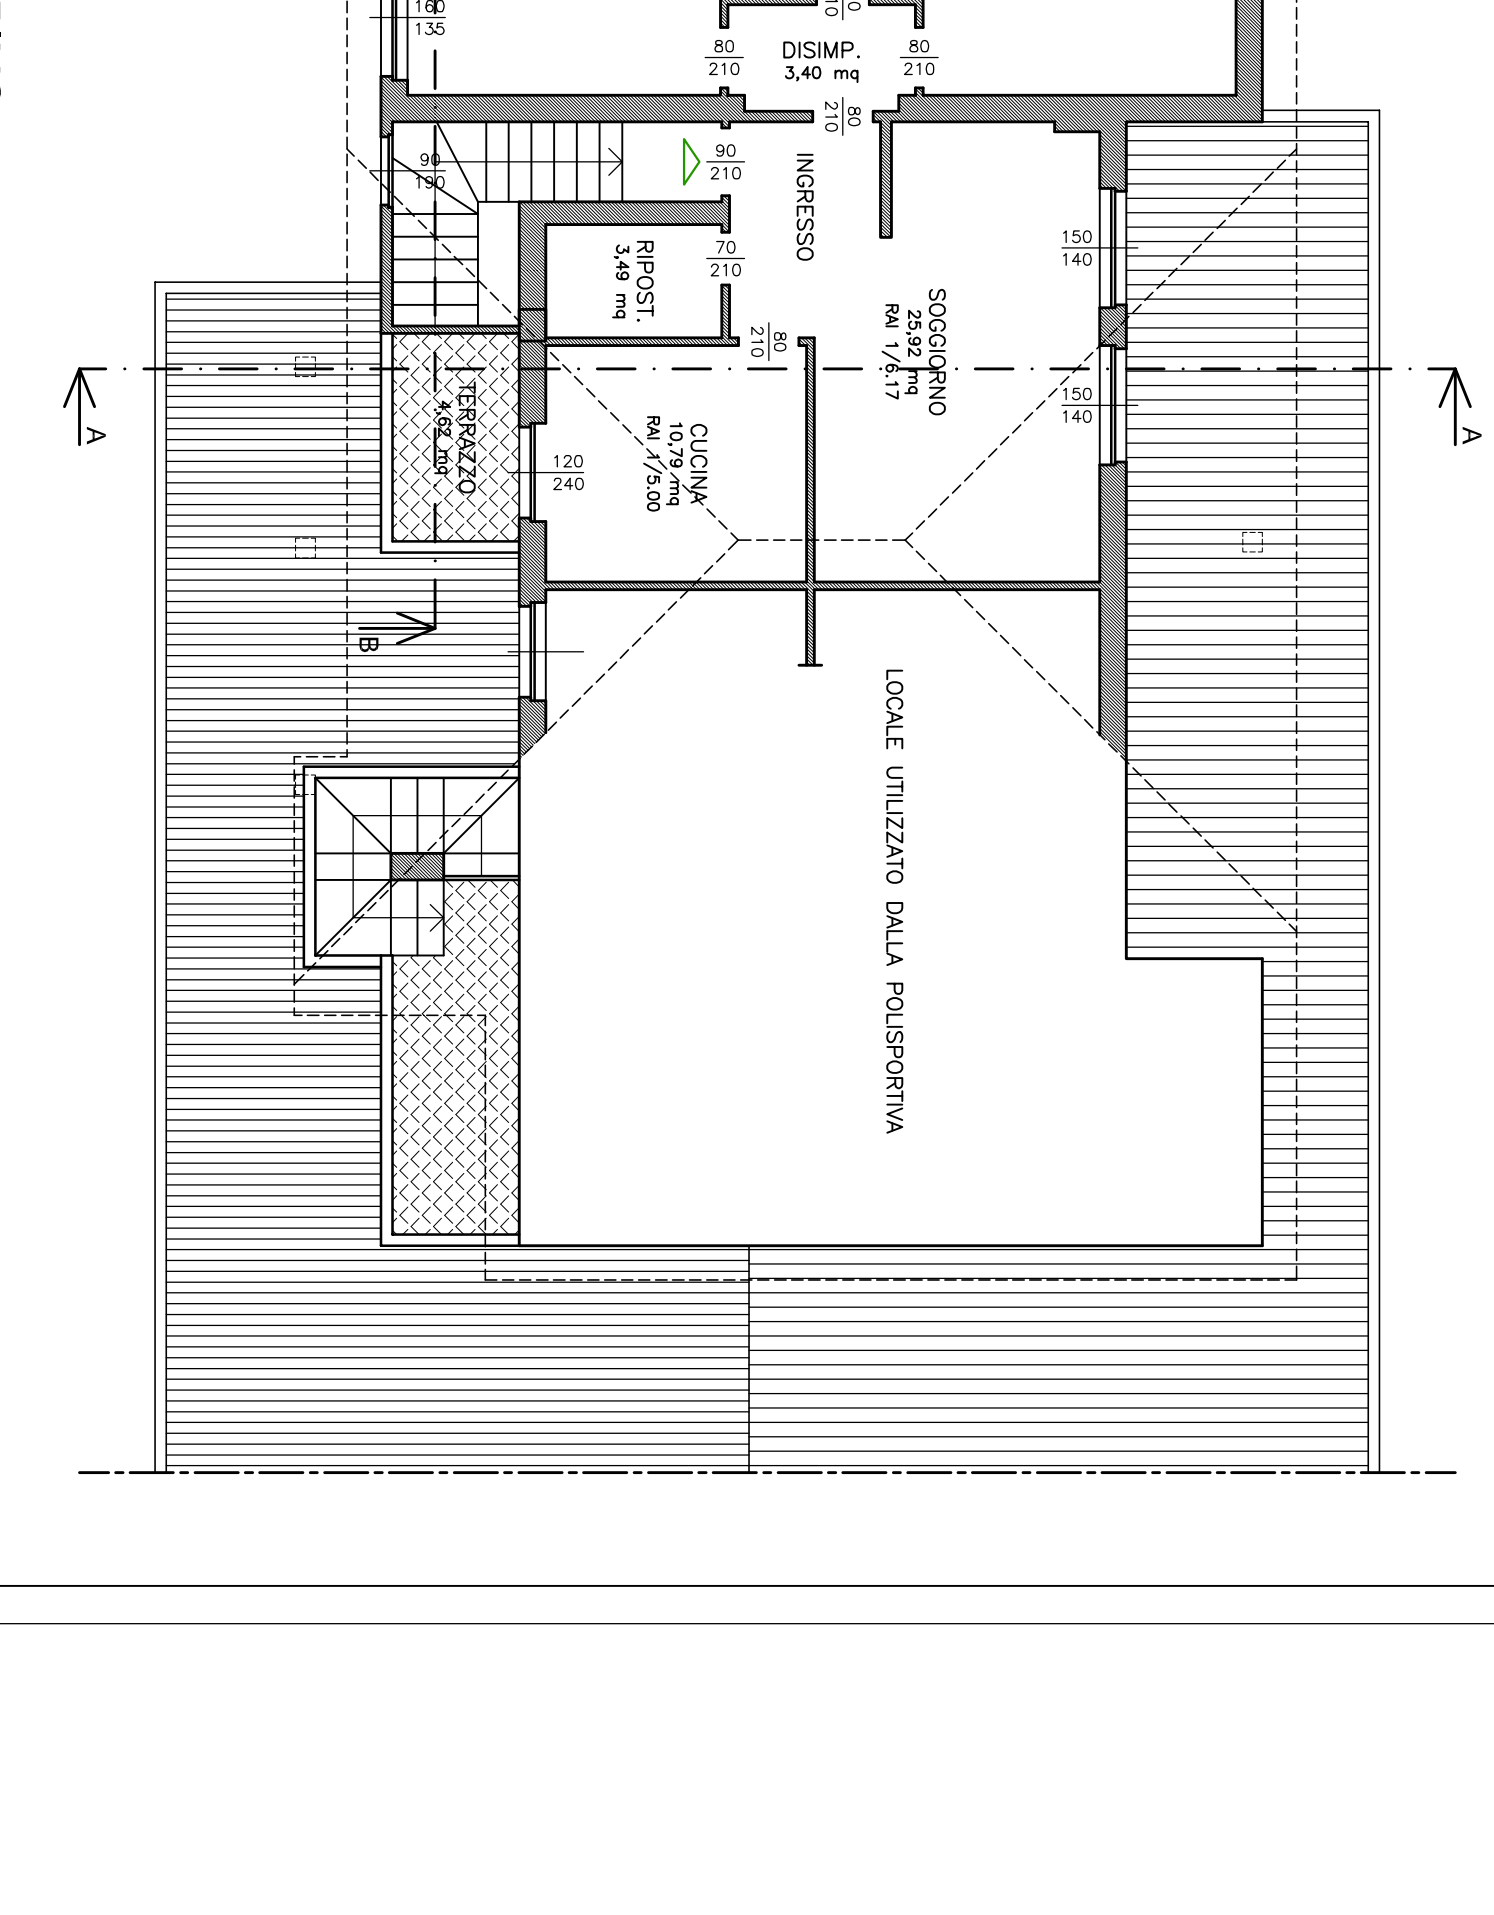 160
135
80
210
DISIMP.
3,40 mq
80
210
80
210
90
190
90
210
INGRESSO
RIPOST.
3,49 mq
70
210
150
140
SOGGIORNO
25,92 mq
RAI 1/6.17
80
210
A
A
150
140
TERRAZZO
4,62 mq
CUCINA
10,79 mq
RAI 1/5.00
120
240
B
LOCALE UTILIZZATO DALLA POLISPORTIVA